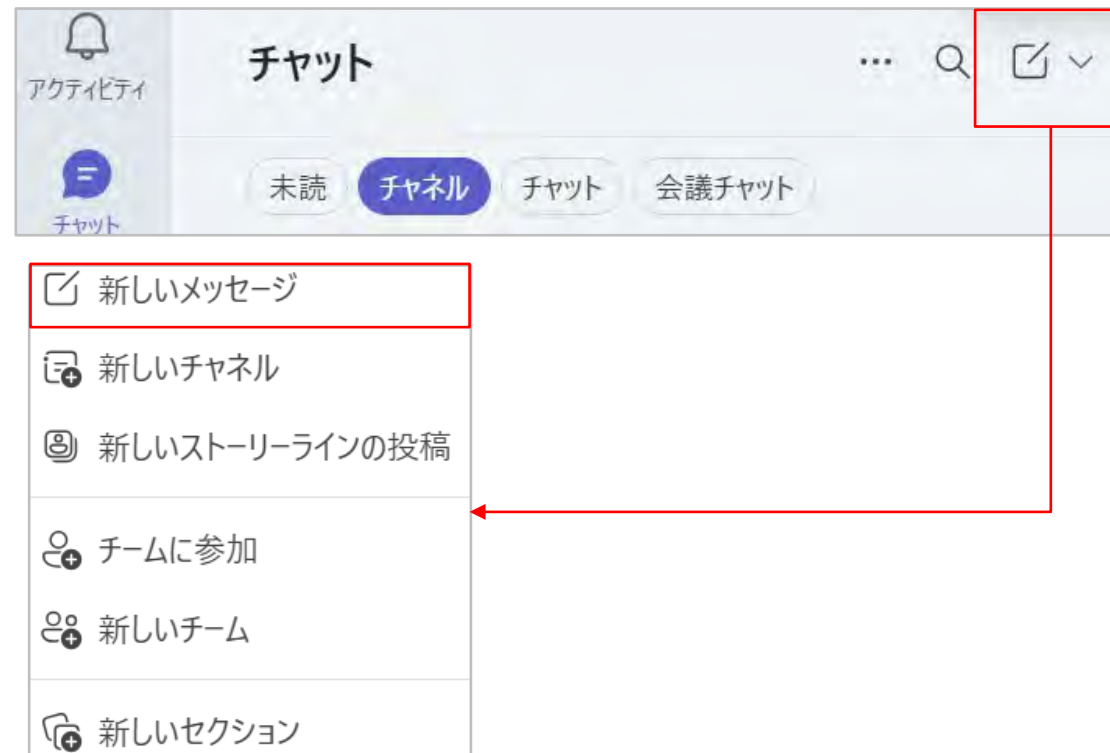 アクティビティ
チャット
チャット
未読 チャネル チャット 会議チャット
新しいメッセージ
新しいチャネル
新しいストーリーラインの投稿
チームに参加
新しいチーム
新しいセクション